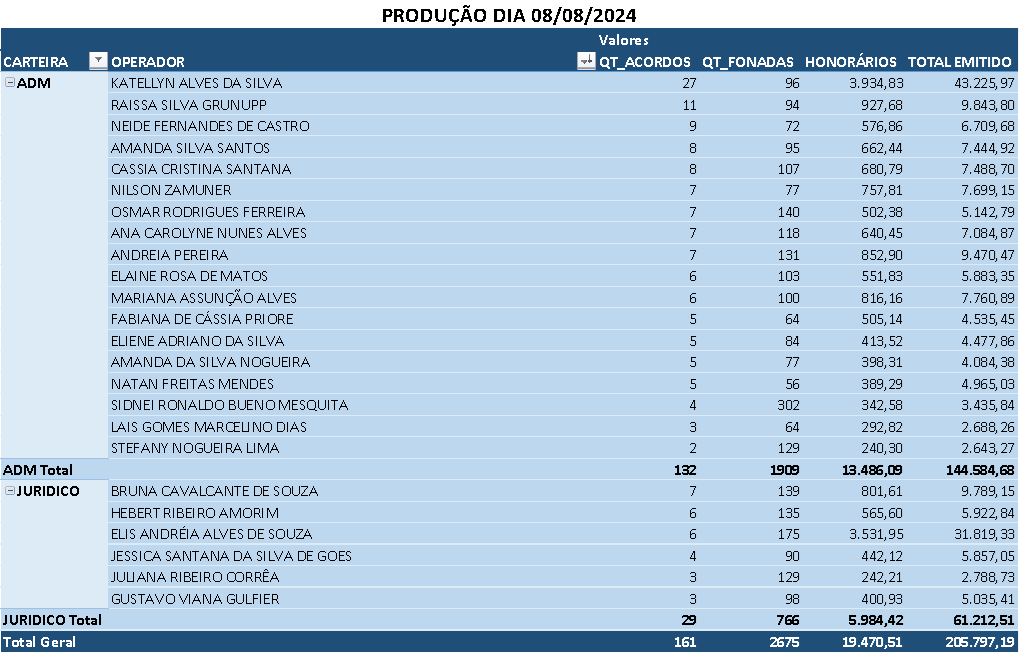 PRODUÇÃO DIA 08/08/2024
Valores
CARTEIRA OPERADOR QT_ACORDOS QT_FONADAS HONORÁRIOS TOTAL EMITIDO
ADM KATELLYN ALVES DA SILVA 27 96 3.934,83 43.225,97
RAISSA SILVA GRUNUPP 11 94 927,68 9.843,80
NEIDE FERNANDES DE CASTRO 9 72 576,86 6.709,68
AMANDA SILVA SANTOS 8 95 662,44 7.444,92
CASSIA CRISTINA SANTANA 8 107 680,79 7.488,70
NILSON ZAMUNER 7 77 757,81 7.699,15
OSMAR RODRIGUES FERREIRA 7 140 502,38 5.142,79
ANA CAROLYNE NUNES ALVES 7 118 640,45 7.084,87
ANDREIA PEREIRA 7 131 852,90 9.470,47
ELAINE ROSA DE MATOS 6 103 551,83 5.883,35
MARIANA ASSUNÇÃO ALVES 6 100 816,16 7.760,89
FABIANA DE CÁSSIA PRIORE 5 64 505,14 4.535,45
ELIENE ADRIANO DA SILVA 5 84 413,52 4.477,86
AMANDA DA SILVA NOGUEIRA 5 77 398,31 4.084,38
NATAN FREITAS MENDES 5 56 389,29 4.965,03
SIDNEI RONALDO BUENO MESQUITA 4 302 342,58 3.435,84
LAIS GOMES MARCELINO DIAS 3 64 292,82 2.688,26
STEFANY NOGUEIRA LIMA 2 129 240,30 2.643,27
ADM Total 132 1909 13.486,09 144.584,68
JURIDICO BRUNA CAVALCANTE DE SOUZA 7 139 801,61 9.789,15
HEBERT RIBEIRO AMORIM 6 135 565,60 5.922,84
ELIS ANDRÉIA ALVES DE SOUZA 6 175 3.531,95 31.819,33
JESSICA SANTANA DA SILVA DE GOES 4 90 442,12 5.857,05
JULIANA RIBEIRO CORRÊA 3 129 242,21 2.788,73
GUSTAVO VIANA GULFIER 3 98 400,93 5.035,41
JURIDICO Total 29 766 5.984,42 61.212,51
Total Geral 161 2675 19.470,51 205.797,19